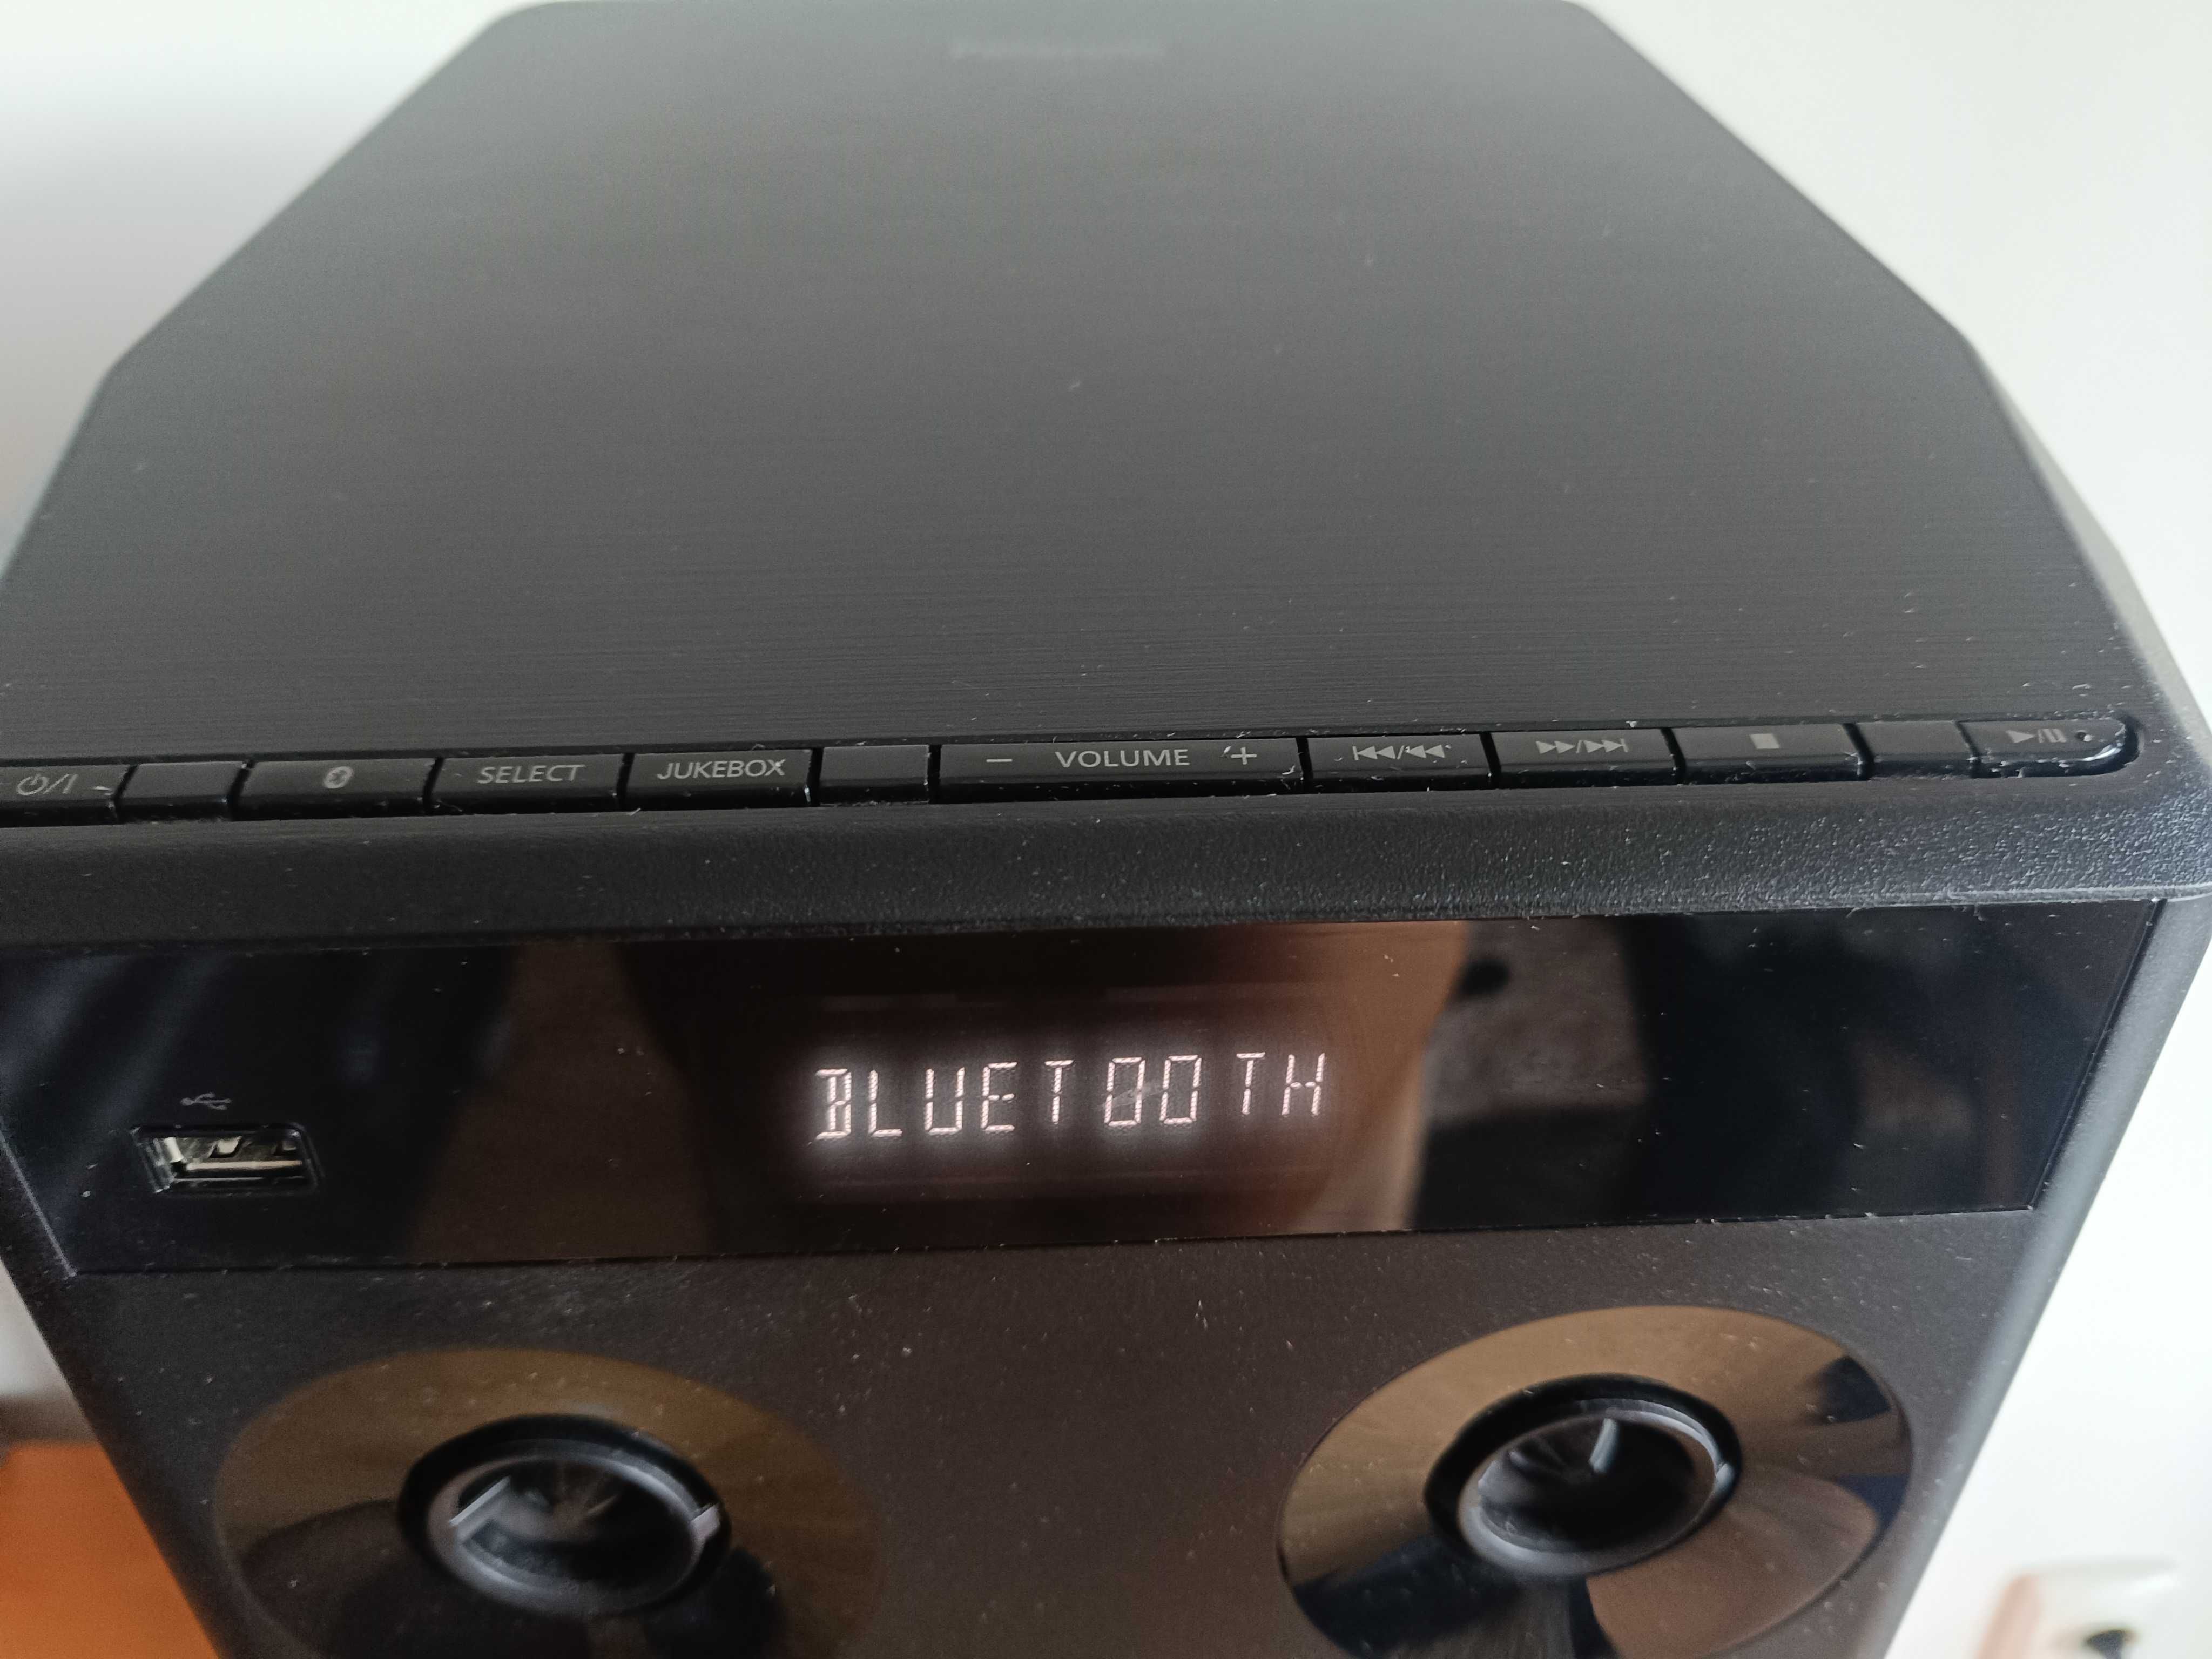 SELECT JUKEBOX − VOLUME +
BLUETOOTH